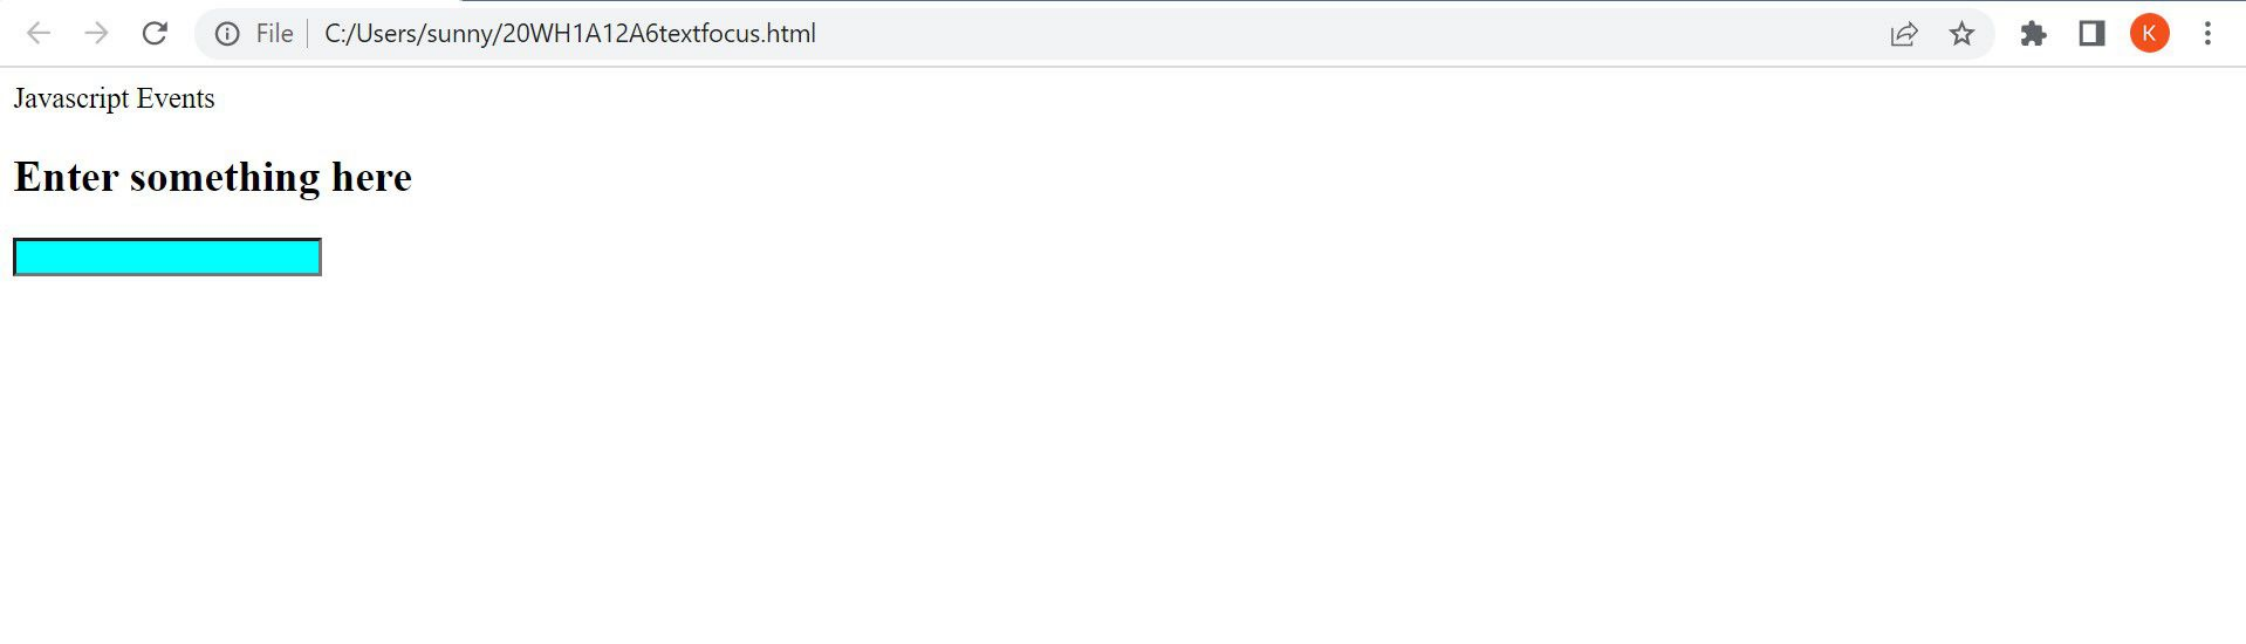 File C:/Users/sunny/20WH1A12A6textfocus.html K
Javascript Events
Enter something here